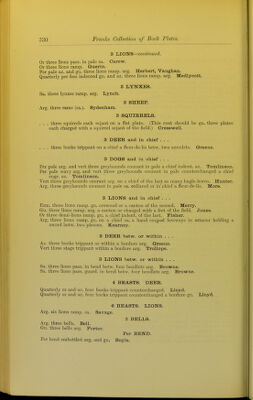 330 Franks Collection of Book Plates.
3 LIONS—continued.
Or three lions pass. in pale sa. Carew.
Or three lions ramp. Guerin.
Per pale az. and gu. three lions ramp. arg. Herbert, Vaughan.
Quarterly per fess indented gu. and az. three lions ramp. arg. Medlycott.
3 LYNXES.
Sa. three lynxes ramp. arg. Lynch.
3 SHEEP.
Arg. three rams (sa.). Sydenham.
3 SQUIRRELS.
. . . three squirrels each sejant on a flat plate. (This coat should be gu. three plates
each charged with a squirrel sejant of the field.) Cresswell.
3 DEER and in chief . . .
. . . three bucks trippant on a chief a fleur-de-lis betw. two annulets. Greene.
3 DOGS and in chief . . .
Per pale arg. and vert three greyhounds courant in pale a chief indent. az. Tomlinson.
Per pale wavy arg. and vert three greyhounds courant in pale counterchanged a chief
engr. az. Tomlinson.
Vert three greyhounds courant arg. on a chief of the last as many bugle-horns. Hunter.
Arg. three greyhounds courant in pale sa. collared or in chief a fleur-de-lis. More.
3 LIONS and in chief . . .
Erm. three lions ramp. gu. crowned or a canton of the second. Merry.
Gu. three lions ramp. arg. a canton or charged with a fret of the field. Jones.
Or three demi-lions ramp. gu. a chief indent. of the last. Fisher.
Arg. three lions ramp. gu. on a chief sa. a hand couped fesswayes in armour holding a
sword betw. two pheons. Kearney.
3 DEER betw. or within . . .
Az. three bucks trippant or within a bordure arg. Greene.
Vert three stags trippant within a bordure arg. Trollope.
3 LIONS betw. or within . . .
Sa. three lions pass. in bend betw. four bendlets arg. Browne.
Sa. three lions pass. guard. in bend betw. four bendlets arg. Browne.
4 BEASTS. DEER.
Quarterly or and az. four bucks trippant counterchanged. Lloyd.
Quarterly or and az. four bucks trippant counterchanged a bordure gu. Lloyd.
6 BEASTS. LIONS.
Arg. six lions ramp. sa. Savage.
3 BELLS.
Arg. three bells. Bell.
Gu. three bells arg. Porter.
Per BEND.
Per bend embattled arg. and gu. Boyle.